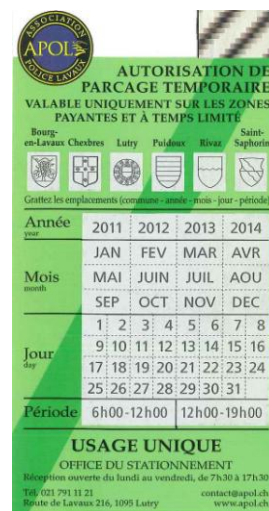 ASSOCIATION
APOL
POLICE LAVAUX
AUTORISATION DE
PARCAGE TEMPORAIRE
VALABLE UNIQUEMENT SUR LES ZONES
PAYANTES ET À TEMPS LIMITÉ
Bourg-
en-Lavaux Chexbres Lutry Puidoux Rivaz Saint-
Saphorin
Grattez les emplacements (commune - année - mois - jour - période)
Année 2011 2012 2013 2014
year
JAN FEV MAR AVR
Mois MAI JUIN JUIL AOU
month
SEP OCT NOV DEC
1 2 3 4 5 6 7 8
Jour 9 10 11 12 13 14 15 16
day
17 18 19 20 21 22 23 24
25 26 27 28 29 30 31
Période 6h00-12h00 12h00-19h00
USAGE UNIQUE
OFFICE DU STATIONNEMENT
Réception ouverte du lundi au vendredi, de 7h30 à 17h30
Tél. 021 791 11 21 contact@apol.ch
Route de Lavaux 216, 1095 Lutry www.apol.ch